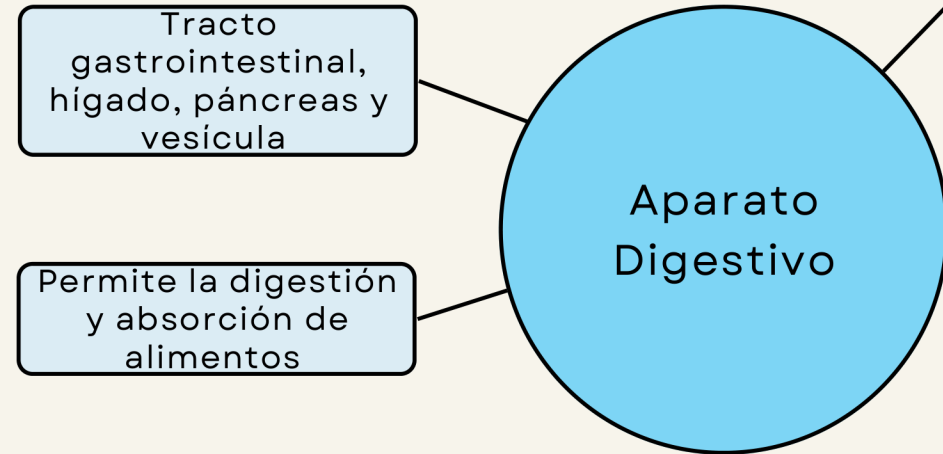 Tracto
gastrointestinal,
hígado, páncreas y
vesícula
Permite la digestión
y absorción de
alimentos
Aparato
Digestivo